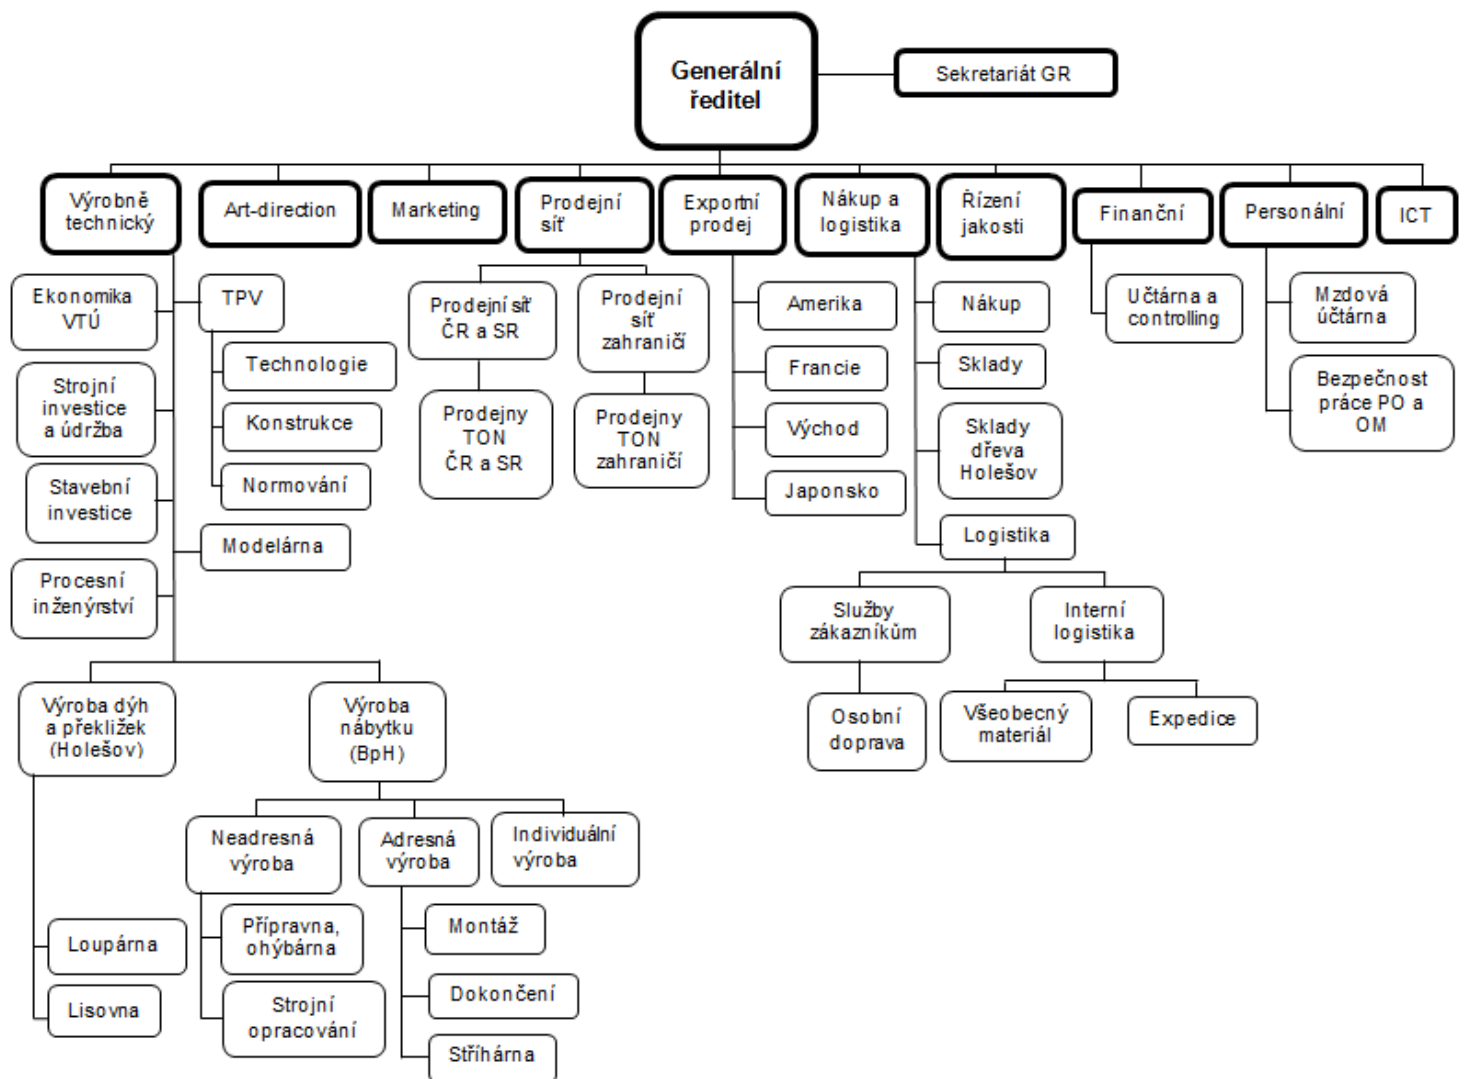 Generální
ředitel
Sekretariát GR
Výrobně
technický
Art-direction
Marketing
Prodejní
síť
Exportní
prodej
Nákup a
logistika
Řízení
jakosti
Finanční
Personální
ICT
Ekonomika
VTÚ
TPV
Prodejní síť
ČR a SR
Prodejní
síť
zahraničí
Amerika
Nákup
Učtárna a
controlling
Mzdová
účtárna
Strojní
investice
a údržba
Technologie
Konstrukce
Normování
Prodejny
TON
ČR a SR
Prodejny
TON
zahraničí
Francie
Východ
Japonsko
Sklady
Sklady
dřeva
Holešov
Bezpečnost
práce PO a
OM
Stavební
investice
Modelárna
Logistika
Procesní
inženýrství
Služby
zákazníkům
Interní
logistika
Výroba dýh
a překližek
(Holešov)
Výroba
nábytku
(BpH)
Osobní
doprava
Všeobecný
materiál
Expedice
Neadresná
výroba
Adresná
výroba
Individuální
výroba
Loupárna
Lisovna
Přípravna,
ohýbárna
Strojní
opracování
Montáž
Dokončení
Stříhárna